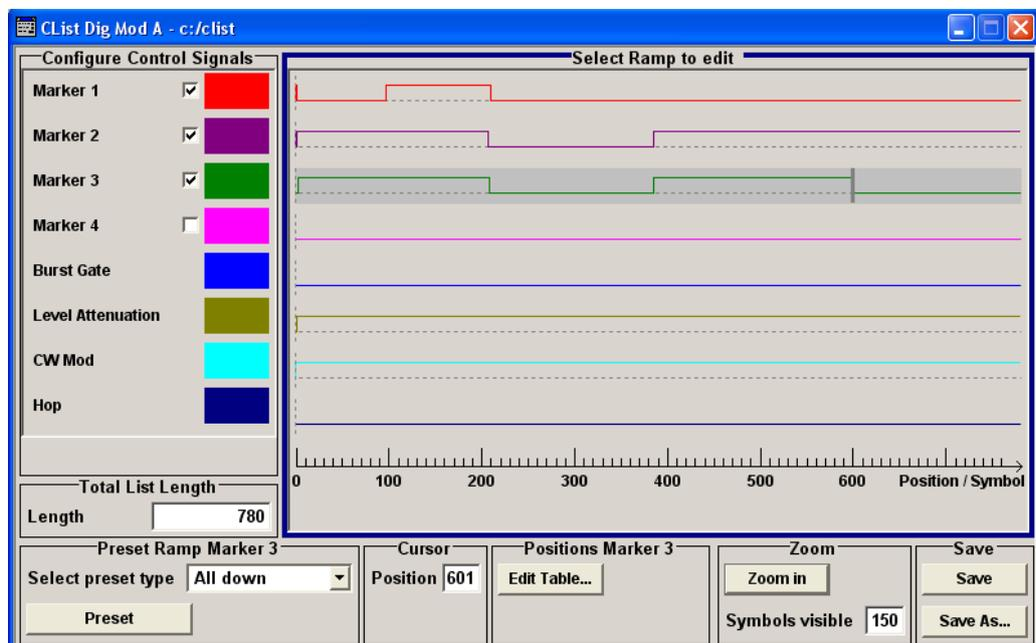 CList Dig Mod A - c:/clist
Configure Control Signals
Select Ramp to edit
Marker 1
Marker 2
Marker 3
Marker 4
Burst Gate
Level Attenuation
CW Mod
Hop
0 100 200 300 400 500 600 Position / Symbol
Total List Length
Length 780
Preset Ramp Marker 3
Select preset type All down
Preset
Cursor
Position 601
Positions Marker 3
Edit Table...
Zoom
Zoom in
Symbols visible 150
Save
Save
Save As...